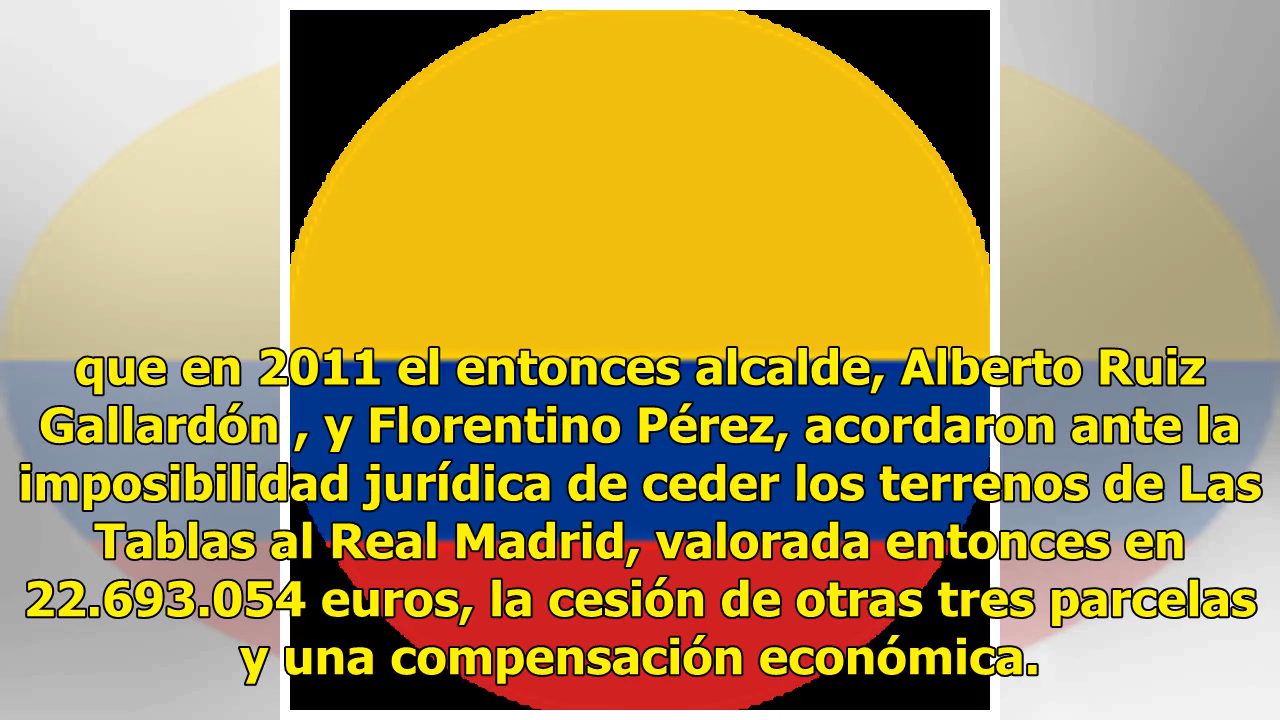 que en 2011 el entonces alcalde, Alberto Ruiz
Gallardón , y Florentino Pérez, acordaron ante la
imposibilidad jurídica de ceder los terrenos de Las
Tablas al Real Madrid, valorada entonces en
22.693.054 euros, la cesión de otras tres parcelas
y una compensación económica.